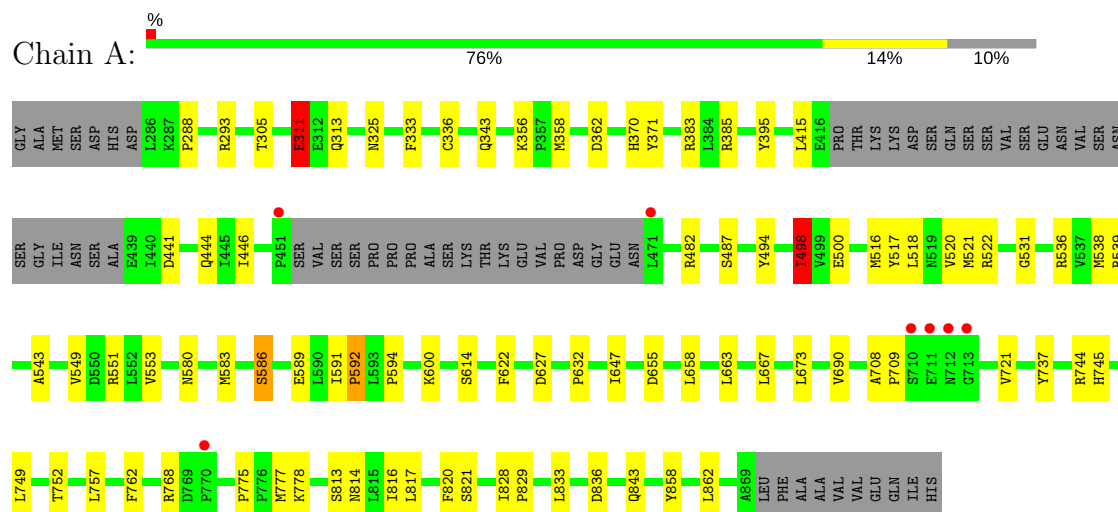 %
Chain A:
76% 14% 10%
GLY ALA MET SER ASP HIS ASP L286 K287 P288 R293 T305 E311 E312 Q313 N325 F333 C336 Q343 K356 P357 M358 D362 H370 Y371 R383 L384 R385 Y395 L415 E416 PRO THR LYS LYS ASP SER GLN SER SER VAL SER GLU ASN VAL SER ASN
SER GLY ILE ASN SER ALA E439 I440 D441 Q444 I445 I446 P451 SER VAL SER SER PRO PRO PRO ALA SER LYS THR LYS GLU VAL PRO ASP GLY GLU ASN L471 R482 S487 Y494 I498 V499 E500 M516 Y517 L518 N519 V520 M521 R522 G531 R536 V537 M538 R539
A543 V549 D550 R551 L552 V553 N580 M583 S586 E589 L590 I591 P592 L593 P594 K600 S614 F622 D627 P632 I647 D655 L658 L663 L667 L673 V690 A708 P709 S710 E711 N712 G713 V721 Y737 R744 H745
L749 T752 L757 F762 R768 D769 P770 P775 P776 M777 K778 S813 N814 L815 I816 L817 F820 S821 I828 P829 L833 D836 Q843 Y858 L862 A869 LEU PHE ALA ALA VAL VAL GLU GLN ILE HIS